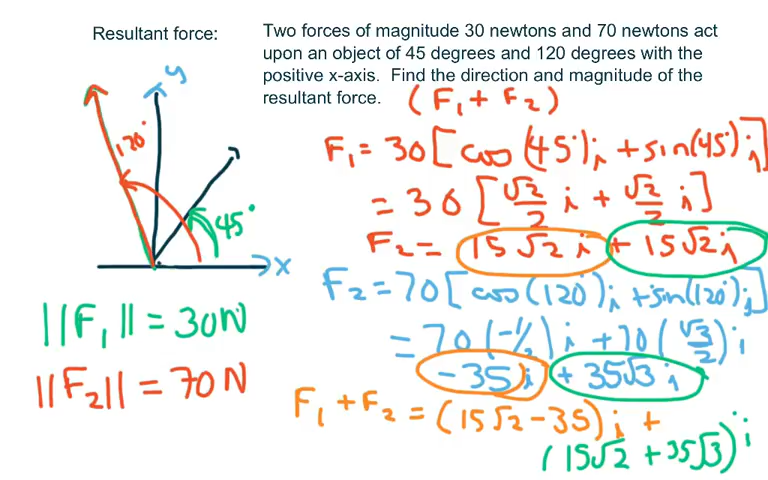 Resultant force:
Two forces of magnitude 30 newtons and 70 newtons act
upon an object of 45 degrees and 120 degrees with the
positive x-axis. Find the direction and magnitude of the
resultant force.
(F₁ + F₂)
y
120°
45°
x
F₁ = 30[cos(45°)i + sin(45°)j]
= 30[√2/2 i + √2/2 j]
F₂ = 15√2 i + 15√2 j
F₂ = 70[cos(120°)i + sin(120°)j]
= 70(-1/2)i + 70(√3/2)j
-35i + 35√3 j
||F₁|| = 30N
||F₂|| = 70N
F₁ + F₂ = (15√2 - 35)i +
(15√2 + 35√3)j